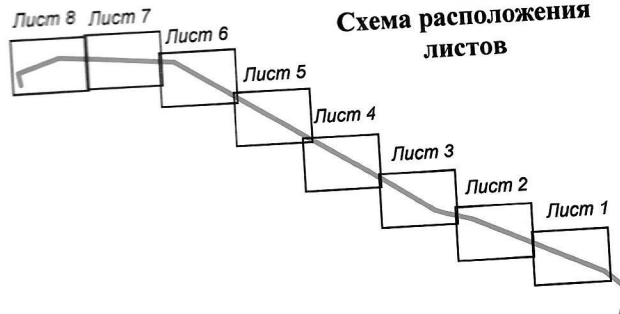 Схема расположения
листов
Лист 8 Лист 7
Лист 6
Лист 5
Лист 4
Лист 3
Лист 2
Лист 1